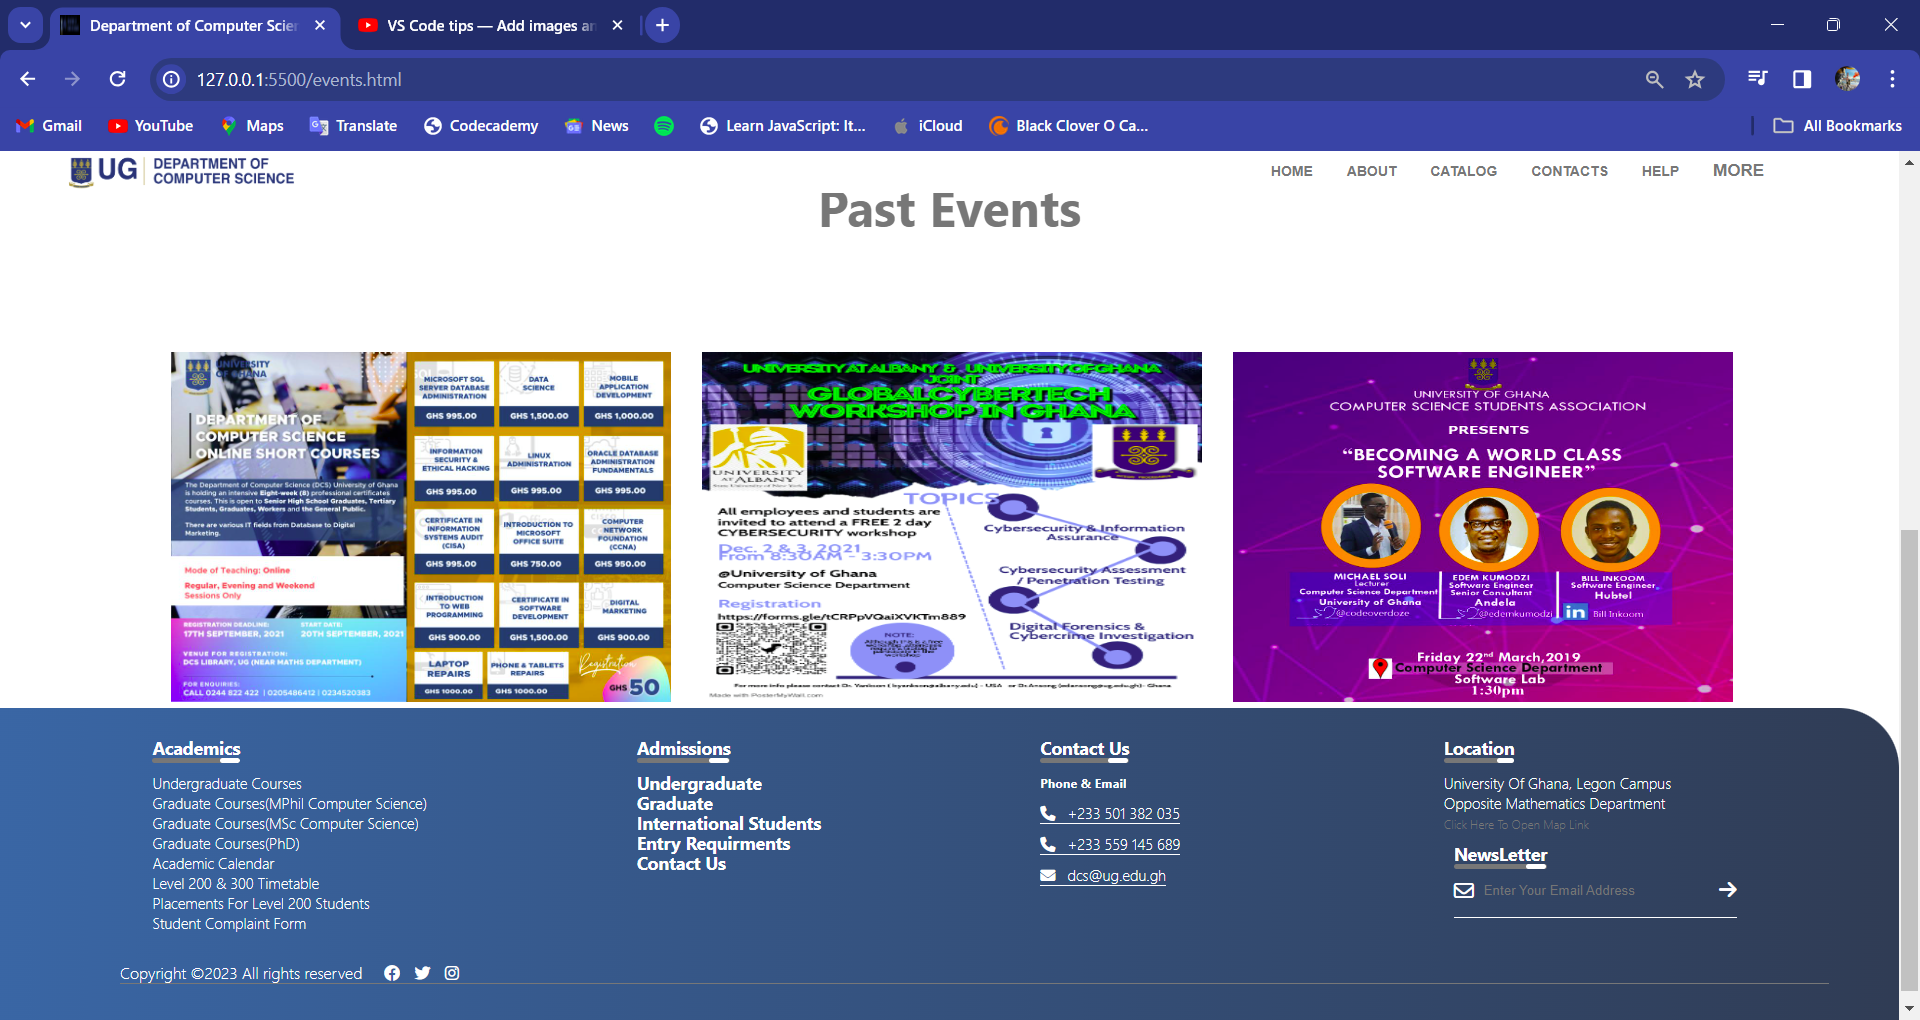 Department of Computer Scie
VS Code tips — Add images a
127.0.0.1:5500/events.html
Gmail
YouTube
Maps
Translate
Codecademy
News
Learn JavaScript: It...
iCloud
Black Clover O Ca...
All Bookmarks
UG DEPARTMENT OF
COMPUTER SCIENCE
HOME
ABOUT
CATALOG
CONTACTS
HELP
MORE
Past Events
UNIVERSITY
OF GHANA
DEPARTMENT OF
COMPUTER SCIENCE
ONLINE SHORT COURSES
The Department of Computer Science (DCS) University of Ghana
is holding an intensive Eight-week (8) professional certificates
courses. This is open to Senior High School Graduates, Tertiary
Students, Graduates, Workers and the General Public.
There are various IT fields from Database to Digital
Marketing.
Mode of Teaching: Online
Regular, Evening and Weekend
Sessions Only
REGISTRATION DEADLINE:
17TH SEPTEMBER, 2021
START DATE:
20TH SEPTEMBER, 2021
VENUE FOR REGISTRATION:
DCS LIBRARY, UG (NEAR MATHS DEPARTMENT)
FOR ENQUIRIES:
CALL 0244 822 422 | 0205486412 | 0234520383
MICROSOFT SQL
SERVER DATABASE
ADMINISTRATION
GHS 995.00
DATA
SCIENCE
GHS 1,500.00
MOBILE
APPLICATION
DEVELOPMENT
GHS 1,000.00
INFORMATION
SECURITY &
ETHICAL HACKING
GHS 995.00
LINUX
ADMINISTRATION
GHS 995.00
ORACLE DATABASE
ADMINISTRATION
FUNDAMENTALS
GHS 995.00
CERTIFICATE IN
INFORMATION
SYSTEMS AUDIT
(CISA)
GHS 995.00
INTRODUCTION TO
MICROSOFT
OFFICE SUITE
GHS 750.00
COMPUTER
NETWORK
FOUNDATION
(CCNA)
GHS 950.00
INTRODUCTION
TO WEB
PROGRAMMING
GHS 900.00
CERTIFICATE IN
SOFTWARE
DEVELOPMENT
GHS 1,500.00
DIGITAL
MARKETING
GHS 900.00
LAPTOP
REPAIRS
GHS 1000.00
PHONE & TABLETS
REPAIRS
GHS 1000.00
Registration
GHS 50
UNIVERSITY AT ALBANY & UNIVERSITY OF GHANA
JOINT
GLOBAL CYBERTECH
WORKSHOP IN GHANA
UNIVERSITY
AT ALBANY
State University of New York
TOPICS
All employees and students are
invited to attend a FREE 2 day
CYBERSECURITY workshop
Dec. 2 & 3, 2021
From 8:30AM - 3:30PM
@University of Ghana
Computer Science Department
Registration
https://forms.gle/tCRPpVQaiXVKTm889
NOTE:
Cybersecurity & Information
Assurance
Cybersecurity Assessment
/ Penetration Testing
Digital Forensics &
Cybercrime Investigation
Made with PosterMyWall.com
UNIVERSITY OF GHANA
COMPUTER SCIENCE STUDENTS ASSOCIATION
PRESENTS
“BECOMING A WORLD CLASS
SOFTWARE ENGINEER”
MICHAEL SOLI
Lecturer
Computer Science Department
University of Ghana
@codeoverdoze
EDEM KUMODZI
Software Engineer
Senior Consultant
Andela
@edemkumodzi
BILL INKOOM
Software Engineer
Hubtel
in Bill Inkoom
Friday 22nd March,2019
Computer Science Department
Software Lab
1:30pm
Academics
Undergraduate Courses
Graduate Courses(MPhil Computer Science)
Graduate Courses(MSc Computer Science)
Graduate Courses(PhD)
Academic Calendar
Level 200 & 300 Timetable
Placements For Level 200 Students
Student Complaint Form
Admissions
Undergraduate
Graduate
International Students
Entry Requirments
Contact Us
Contact Us
Phone & Email
+233 501 382 035
+233 559 145 689
dcs@ug.edu.gh
Location
University Of Ghana, Legon Campus
Opposite Mathematics Department
Click Here To Open Map Link
NewsLetter
Enter Your Email Address
Copyright ©2023 All rights reserved